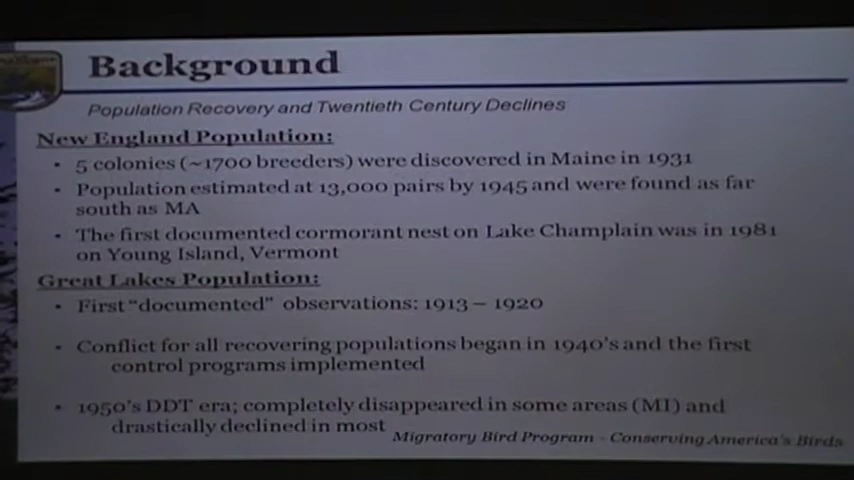 Background
Population Recovery and Twentieth Century Declines
New England Population:
• 5 colonies (~1700 breeders) were discovered in Maine in 1931
• Population estimated at 13,000 pairs by 1945 and were found as far
south as MA
• The first documented cormorant nest on Lake Champlain was in 1981
on Young Island, Vermont
Great Lakes Population:
• First "documented" observations: 1913 – 1920
• Conflict for all recovering populations began in 1940's and the first
control programs implemented
• 1950's DDT era; completely disappeared in some areas (MI) and
drastically declined in most
Migratory Bird Program - Conserving America's Birds